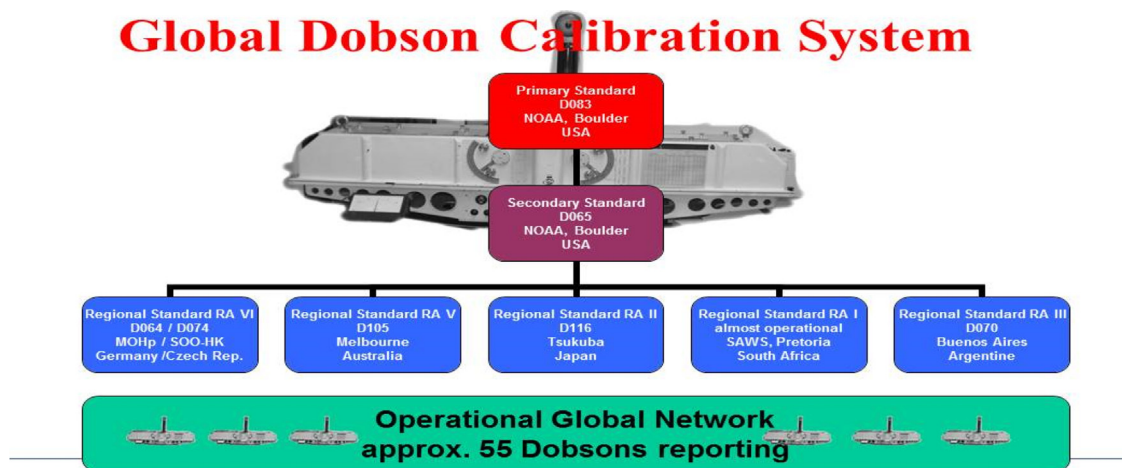 Global Dobson Calibration System
Primary Standard
D083
NOAA, Boulder
USA
Secondary Standard
D065
NOAA, Boulder
USA
Regional Standard RA VI
D064 / D074
MOHp / SOO-HK
Germany /Czech Rep.
Regional Standard RA V
D105
Melbourne
Australia
Regional Standard RA II
D116
Tsukuba
Japan
Regional Standard RA I
almost operational
SAWS, Pretoria
South Africa
Regional Standard RA III
D070
Buenos Aires
Argentine
Operational Global Network
approx. 55 Dobsons reporting